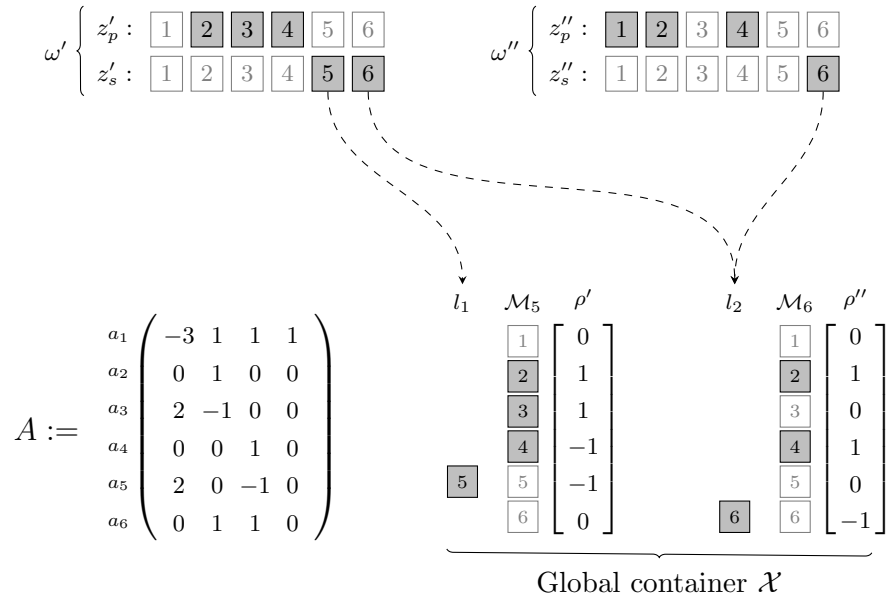 ω′ { z′ₚ : 1 2 3 4 5 6
z′ₛ : 1 2 3 4 5 6
ω″ { z″ₚ : 1 2 3 4 5 6
z″ₛ : 1 2 3 4 5 6
l₁ ℳ₅ ρ′
1 0
2 1
3 1
4 −1
5 5 −1
6 0
l₂ ℳ₆ ρ″
1 0
2 1
3 0
4 1
5 0
6 6 −1
A :=
a₁ −3 1 1 1
a₂ 0 1 0 0
a₃ 2 −1 0 0
a₄ 0 0 1 0
a₅ 2 0 −1 0
a₆ 0 1 1 0
Global container 𝒳